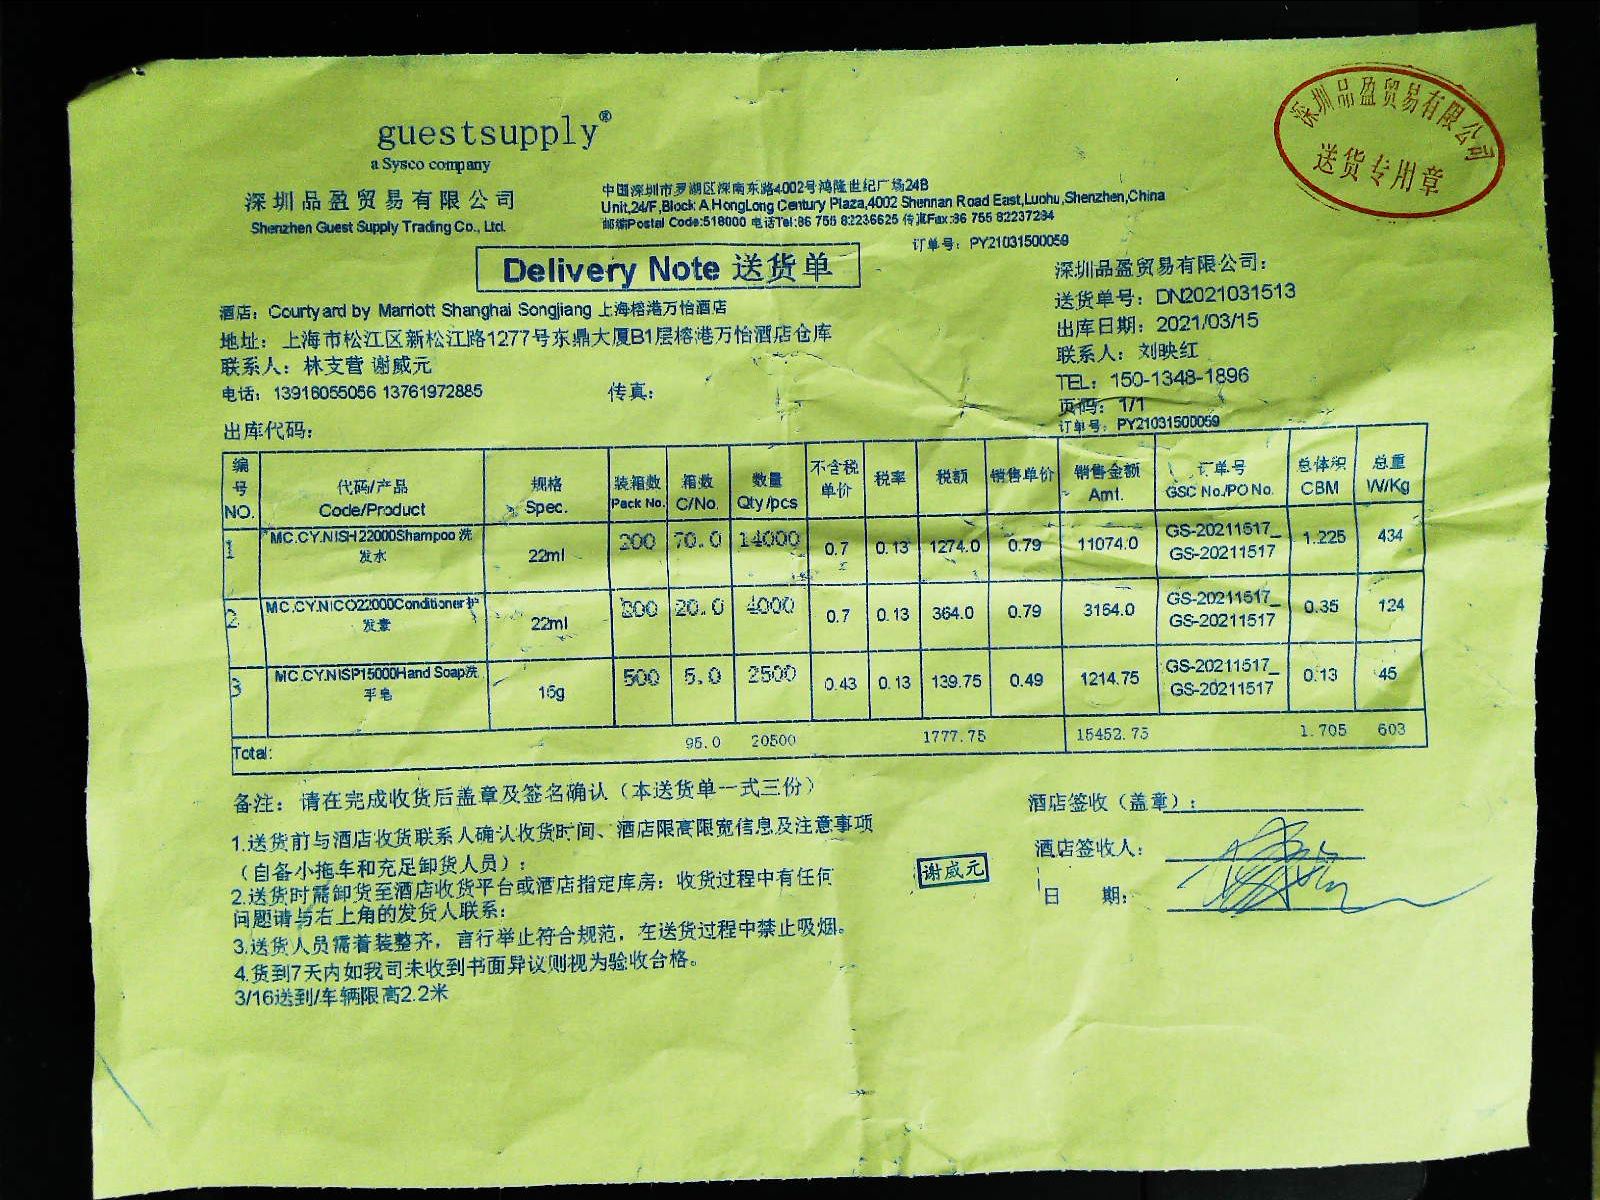 guestsupply®
a Sysco company
深圳品盈贸易有限公司
Shenzhen Guest Supply Trading Co., Ltd.
中国深圳市罗湖区深南东路4002号鸿隆世纪广场24B
Unit,24/F,Block A HongLong Century Plaza,4002 Shennan Road East,Luohu,Shenzhen,China
邮编Postal Code:518000 电话Tel:86 755 82236625 传真Fax:86 755 82237234
深圳品盈贸易有限公司
送货专用章
订单号: PY21031500059
Delivery Note 送货单
深圳品盈贸易有限公司:
酒店: Courtyard by Marriott Shanghai Songjiang 上海榕港万怡酒店
送货单号: DN2021031513
地址: 上海市松江区新松江路1277号东鼎大厦B1层榕港万怡酒店仓库
出库日期: 2021/03/15
联系人: 林支营 谢威元
联系人: 刘映红
电话: 13916055056 13761972885 传真:
TEL: 150-1348-1896
页码: 1/1
出库代码:
订单号: PY21031500059
编号 NO. 代码/产品 Code/Product 规格 Spec. 装箱数 Pack No. 箱数 C/No. 数量 Qty/pcs 不含税单价 税率 税额 销售单价 销售金额 Amt. 订单号 GSC No./PO No. 总体积 CBM 总重 W/Kg
1 MC.CY.NISH22000Shampoo 洗发水 22ml 200 70.0 14000 0.7 0.13 1274.0 0.79 11074.0 GS-20211517_GS-20211517 1.225 434
2 MC.CY.NICO22000Conditioner护发素 22ml 200 20.0 4000 0.7 0.13 364.0 0.79 3164.0 GS-20211517_GS-20211517 0.35 124
3 MC.CY.NISP15000Hand Soap洗手皂 15g 500 5.0 2500 0.43 0.13 139.75 0.49 1214.75 GS-20211517_GS-20211517 0.13 45
Total: 95.0 20500 1777.75 15452.75 1.705 603
备注: 请在完成收货后盖章及签名确认（本送货单一式三份）
酒店签收（盖章）:
1.送货前与酒店收货联系人确认收货时间、酒店限高限宽信息及注意事项
（自备小拖车和充足卸货人员）;
酒店签收人:
2.送货时需卸货至酒店收货平台或酒店指定库房; 收货过程中有任何
谢威元
问题请与右上角的发货人联系;
日 期:
3.送货人员需着装整齐，言行举止符合规范，在送货过程中禁止吸烟。
4.货到7天内如我司未收到书面异议则视为验收合格。
3/16送到/车辆限高2.2米